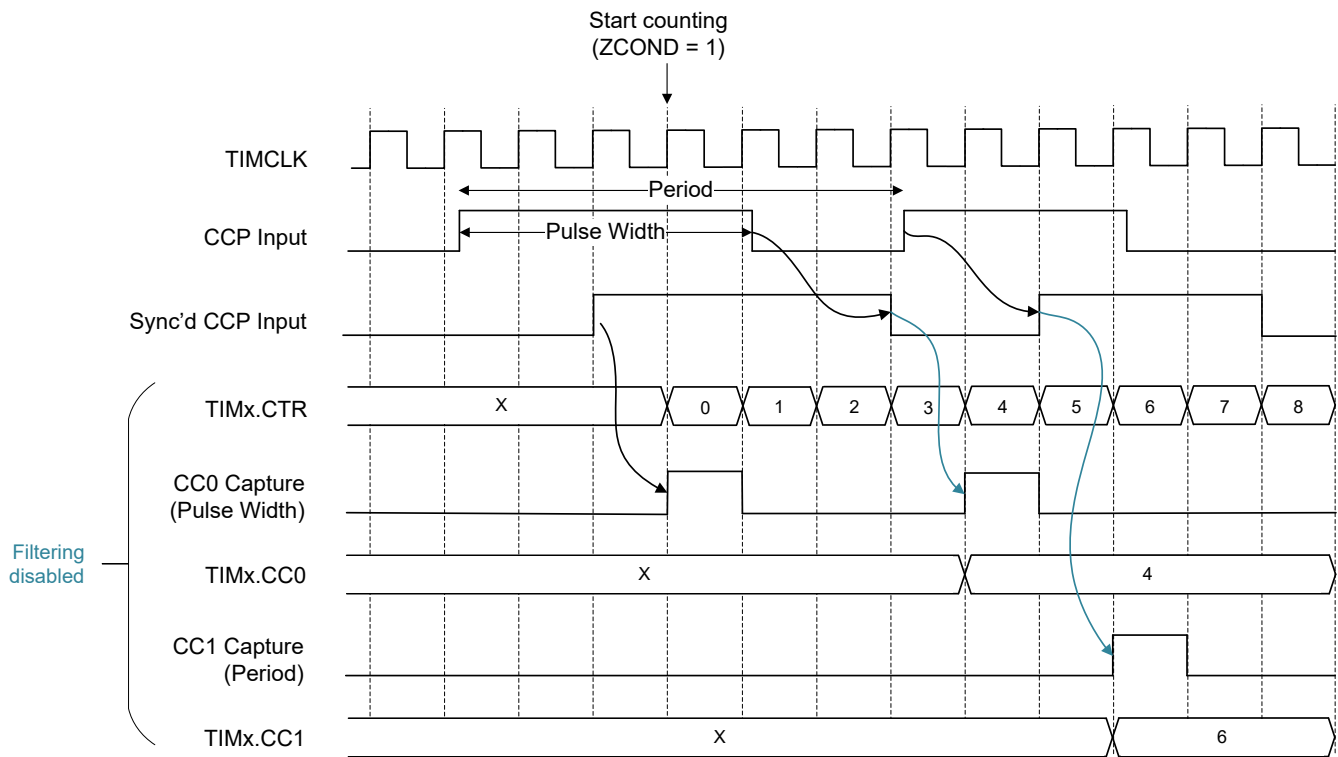 Start counting
(ZCOND = 1)
TIMCLK
Period
CCP Input
Pulse Width
Sync’d CCP Input
TIMx.CTR
X 0 1 2 3 4 5 6 7 8
CC0 Capture
(Pulse Width)
Filtering
disabled
TIMx.CC0
X 4
CC1 Capture
(Period)
TIMx.CC1
X 6